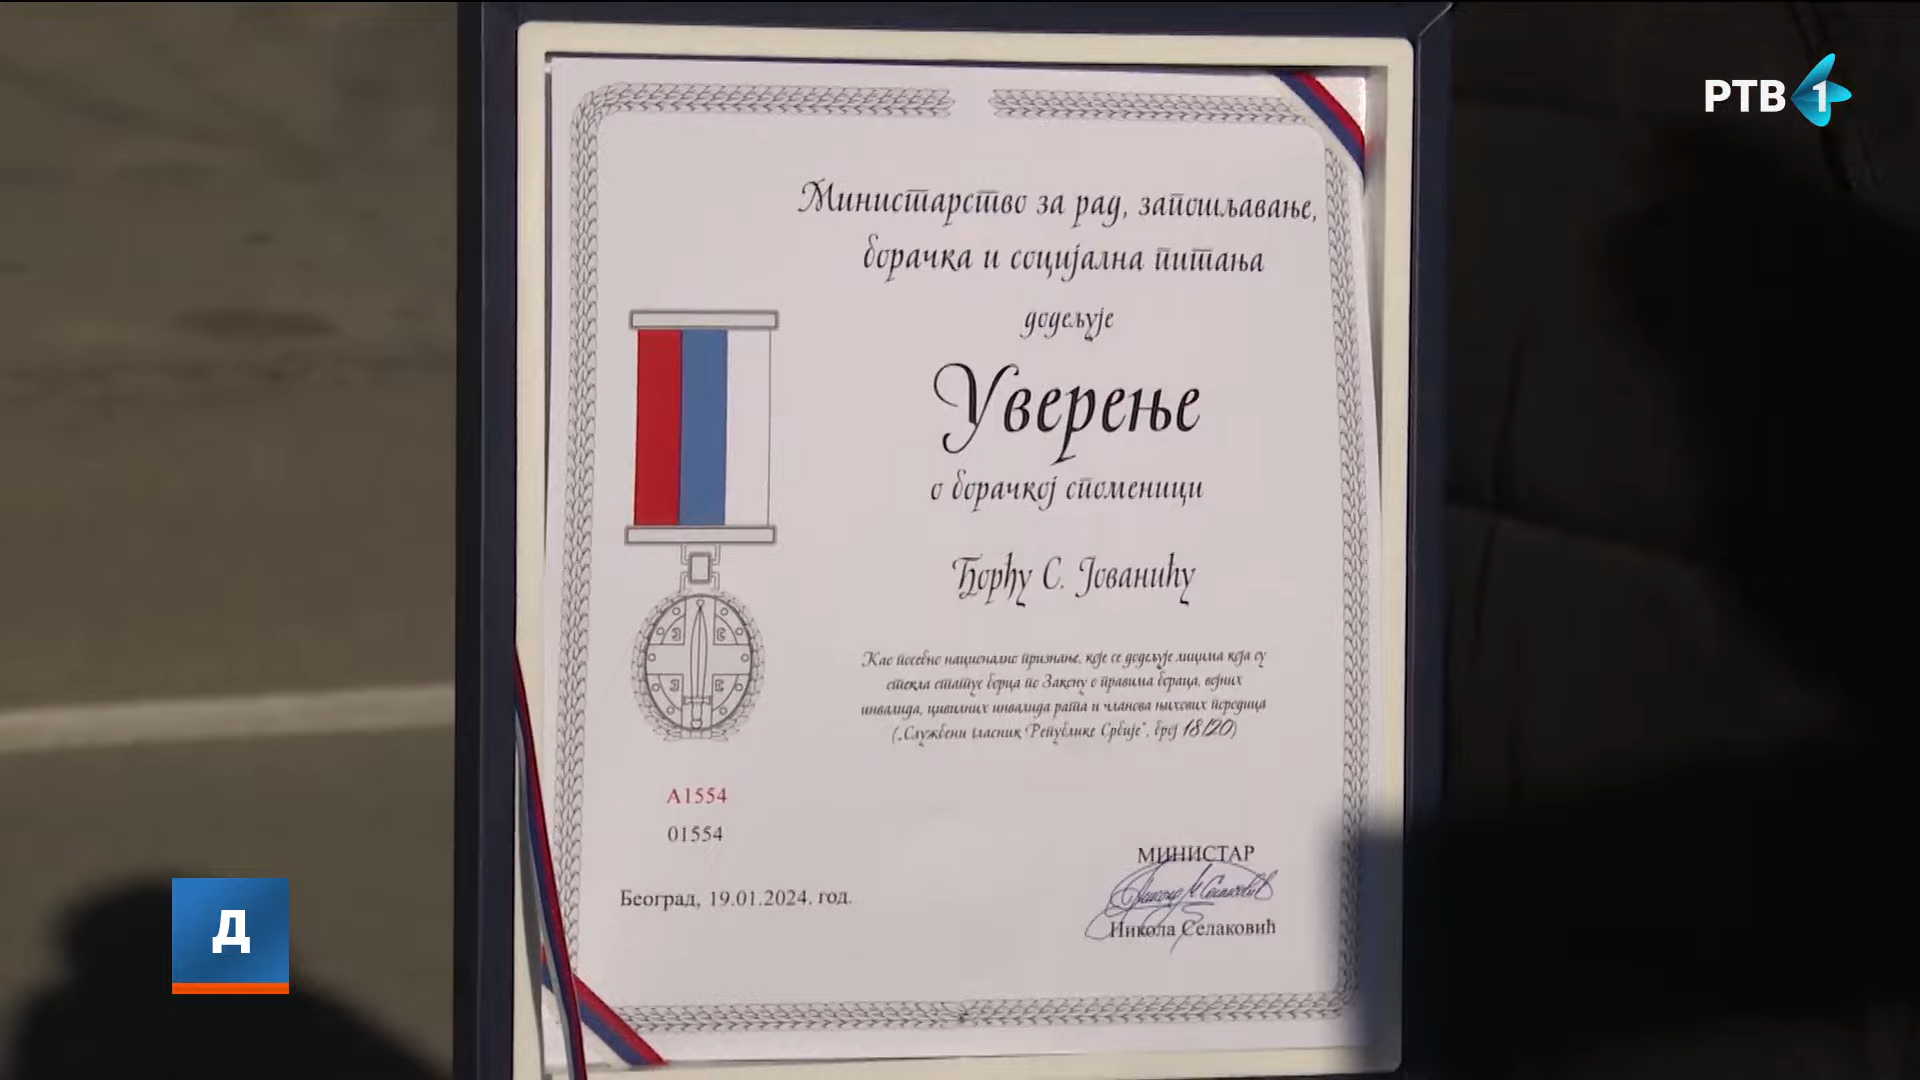 РТВ 1
Министарство за рад, запошљавање,
борачка и социјална питања
додељује
Уверење
о борачкој споменици
Ђорђу С. Јованићу
Као посебно национално признање, које се додељује лицима која су
стекла статус борца по Закону о правима бораца, војних
инвалида, цивилних инвалида рата и чланова њихових породица
(„Службени гласник Републике Србије", број 18/20)
А1554
01554
Београд, 19.01.2024. год.
МИНИСТАР
Никола Селаковић
Д